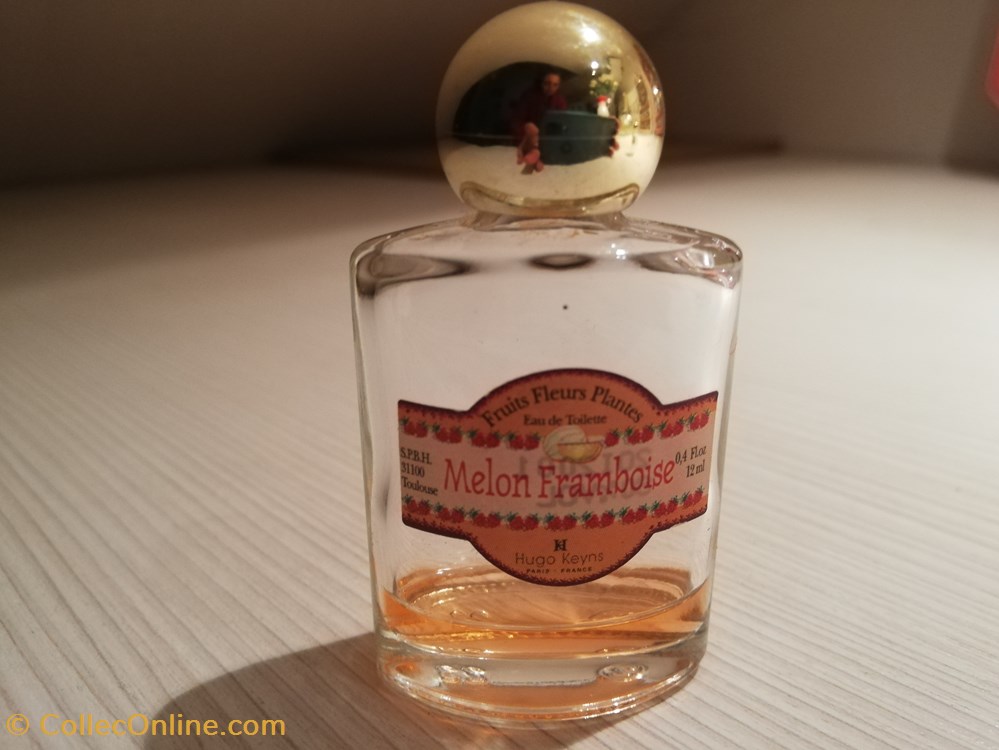 Fruits Fleurs Plantes
Eau de Toilette
S.P.B.H.
31100
Toulouse
Melon Framboise
0,4 Fl.oz
12 ml
H
Hugo Keyns
PARIS - FRANCE
© CollecOnline.com